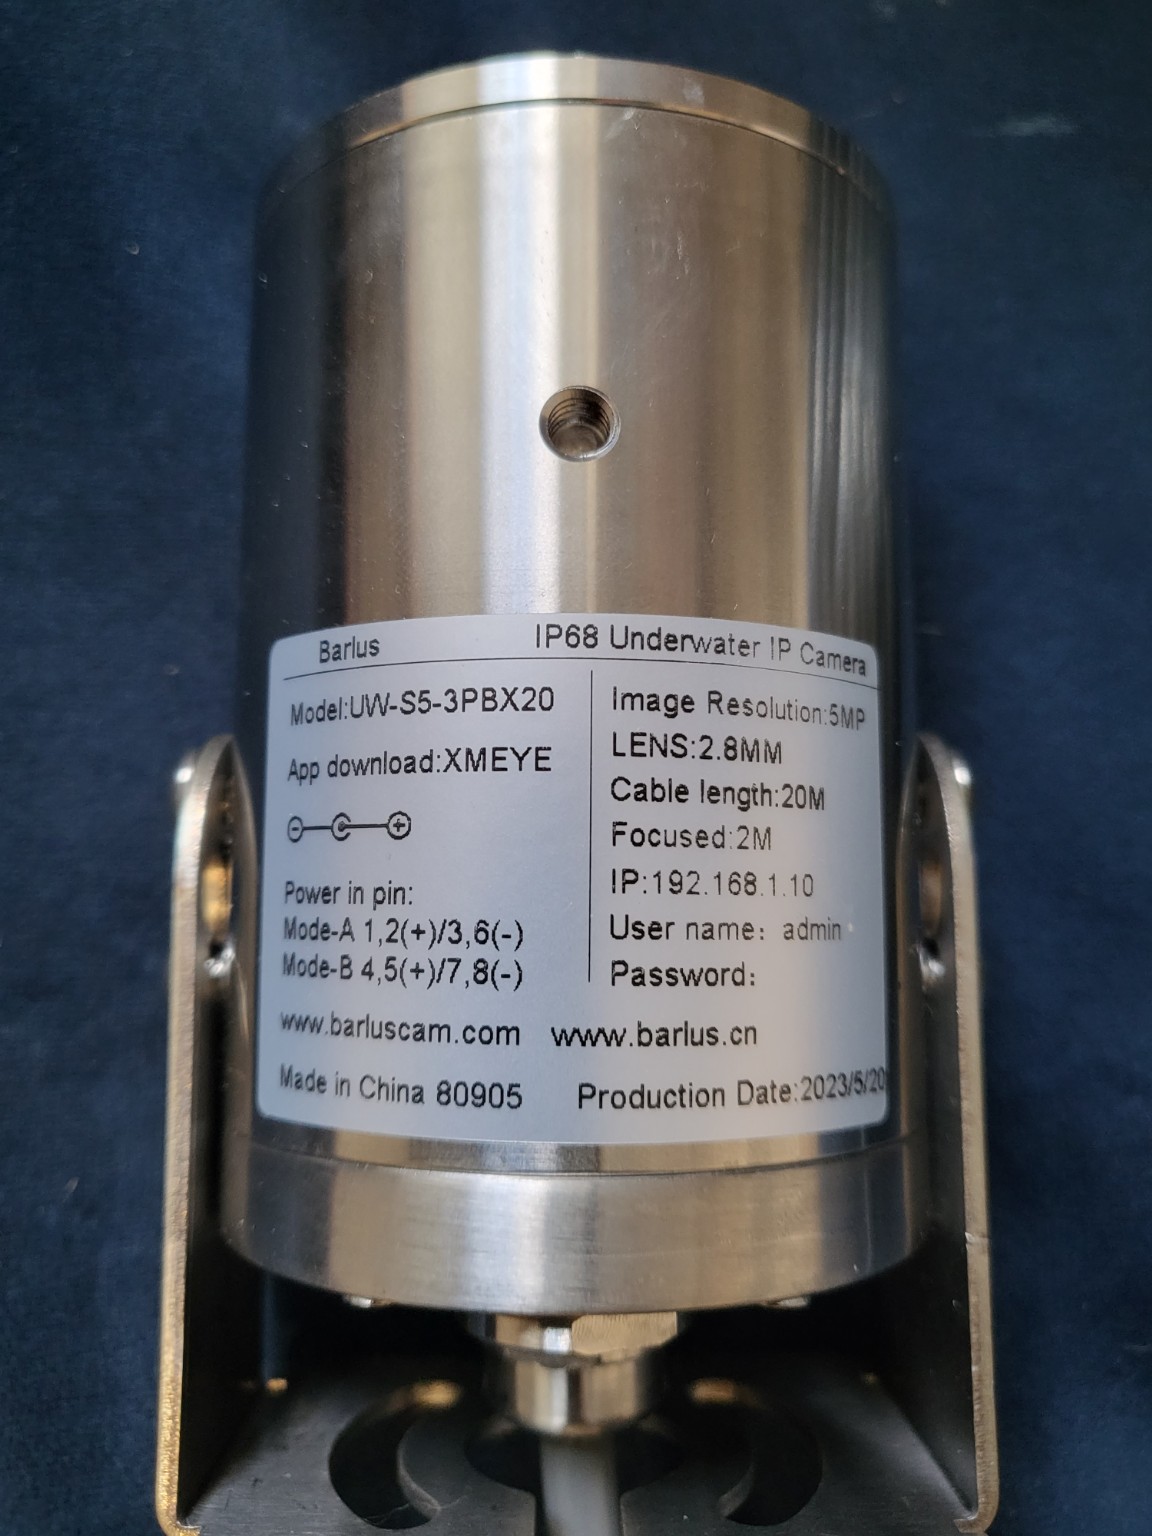 Barlus IP68 Underwater IP Camera
Model:UW-S5-3PBX20
App download:XMEYE
Power in pin:
Mode-A 1,2(+)/3,6(-)
Mode-B 4,5(+)/7,8(-)
Image Resolution:5MP
LENS:2.8MM
Cable length:20M
Focused:2M
IP:192.168.1.10
User name: admin
Password:
www.barluscam.com www.barlus.cn
Made in China 80905 Production Date:2023/5/20